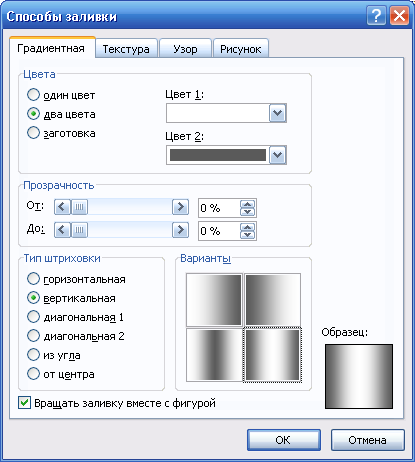 Способы заливки
Градиентная Текстура Узор Рисунок
Цвета
один цвет
два цвета
заготовка
Цвет 1:
Цвет 2:
Прозрачность
От: 0 %
До: 0 %
Тип штриховки
горизонтальная
вертикальная
диагональная 1
диагональная 2
из угла
от центра
Варианты
Образец:
Вращать заливку вместе с фигурой
ОК Отмена